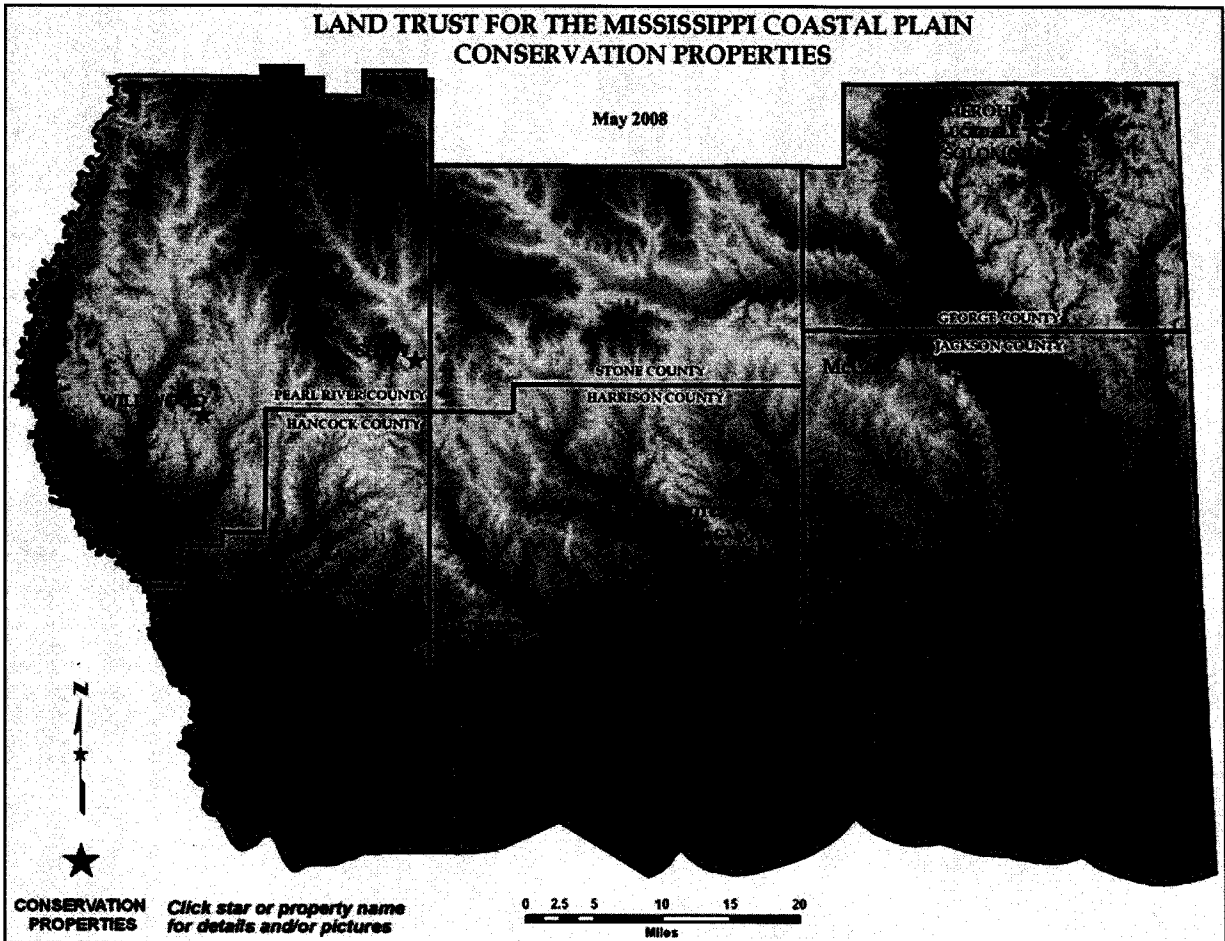 LAND TRUST FOR THE MISSISSIPPI COASTAL PLAIN
CONSERVATION PROPERTIES
May 2008
GEORGE COUNTY
JACKSON COUNTY
STONE COUNTY
HARRISON COUNTY
PEARL RIVER COUNTY
HANCOCK COUNTY
N
CONSERVATION
PROPERTIES
Click star or property name
for details and/or pictures
0 2.5 5 10 15 20
Miles